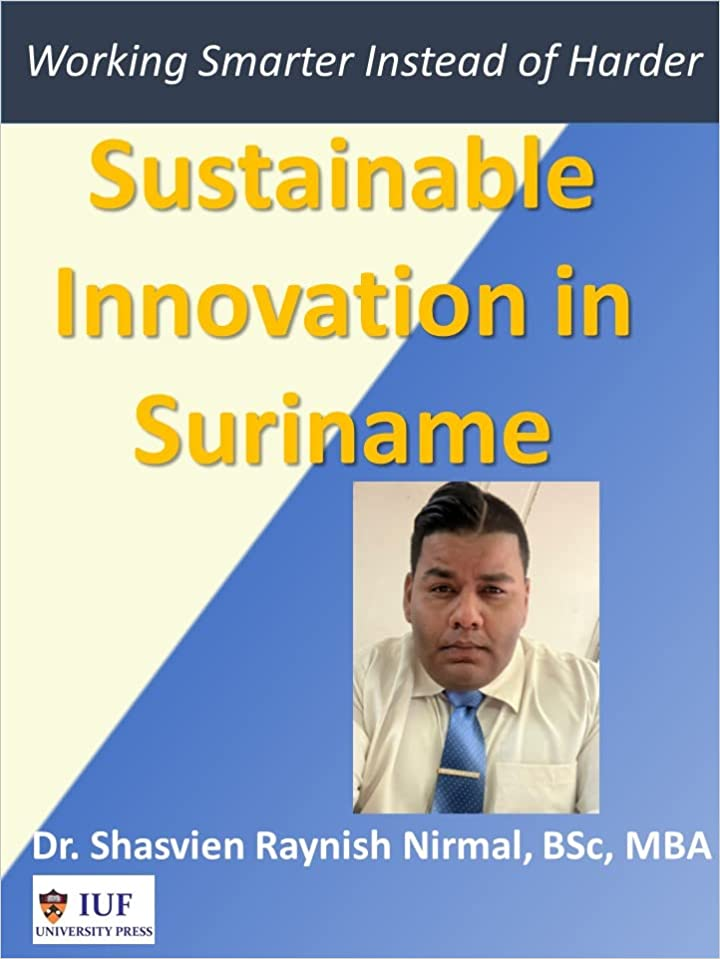 Working Smarter Instead of Harder
Sustainable
Innovation in
Suriname
Dr. Shasvien Raynish Nirmal, BSc, MBA
IUF
UNIVERSITY PRESS